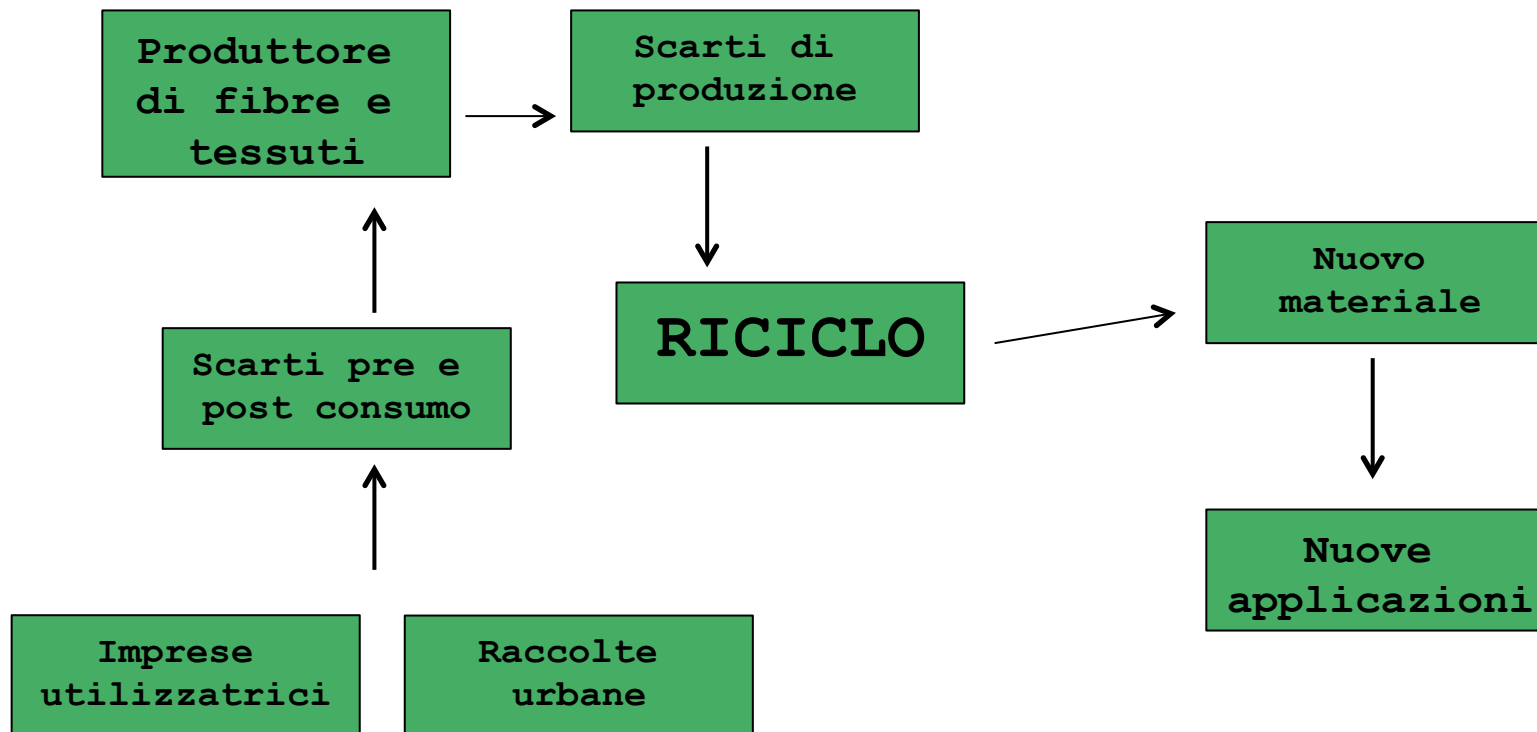 Produttore
di fibre e
tessuti
Scarti di
produzione
RICICLO
Nuovo
materiale
Scarti pre e
post consumo
Nuove
applicazioni
Imprese
utilizzatrici
Raccolte
urbane